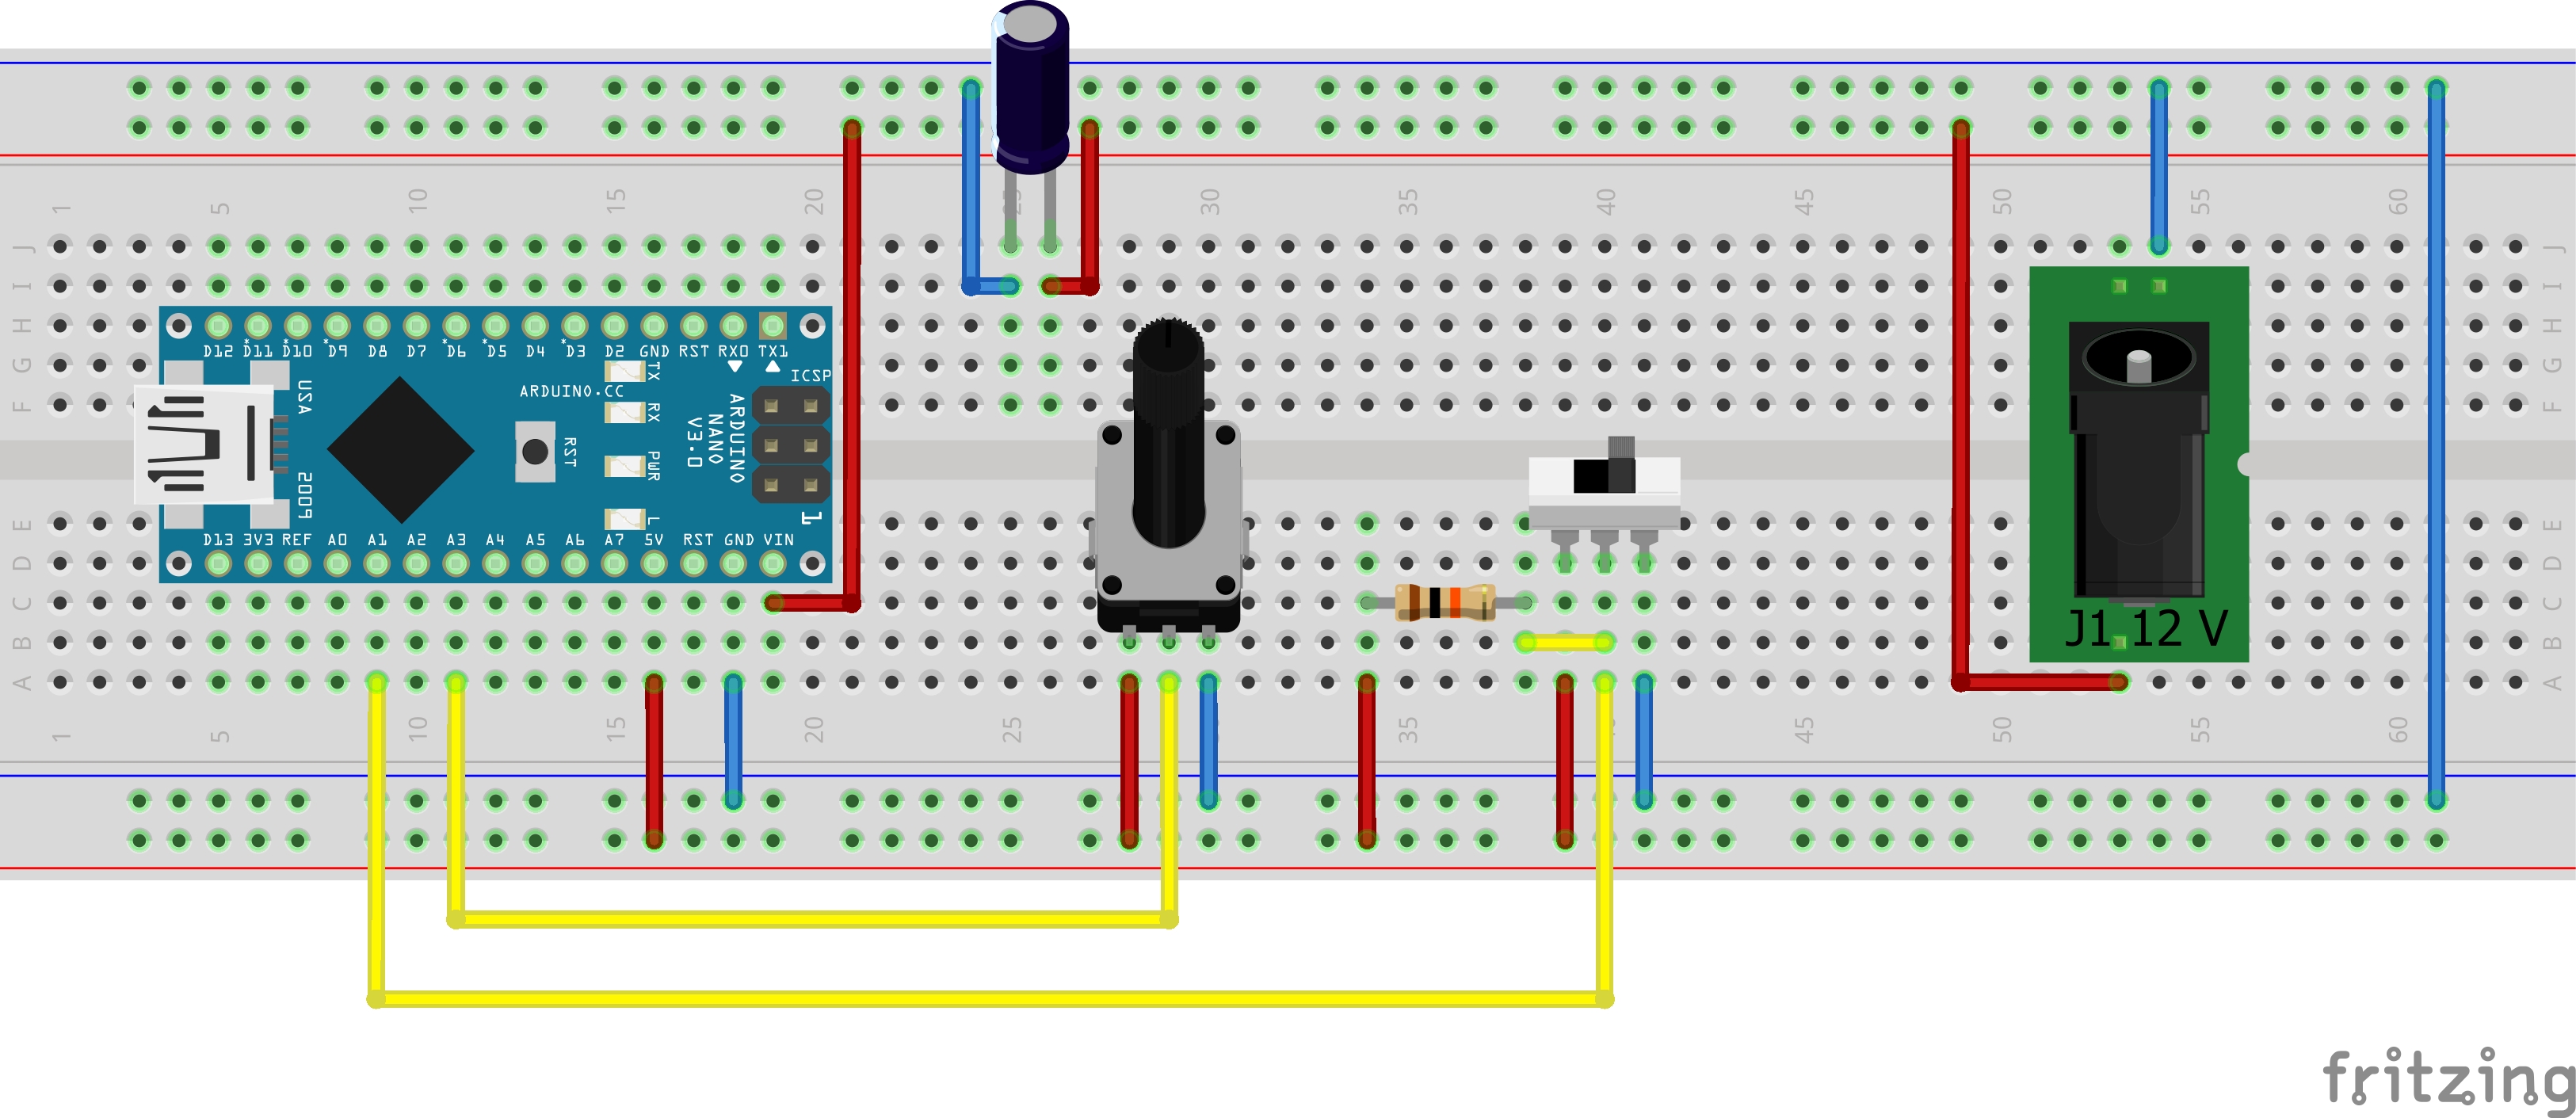 1 5 10 15 20 25 30 35 40 45 50 55 60
J J
I I
H H
G G
F F
D12 D11 D10 D9 D8 D7 D6 D5 D4 D3 D2 GND RST RX0 TX1
* * * * * *
ICSP
TX
ARDUINO.CC
USA
RX
ARDUINO
NANO
V3.0
RST
PWR
2009
L
1
D13 3V3 REF A0 A1 A2 A3 A4 A5 A6 A7 5V RST GND VIN
E E
D D
C C
J1 12 V
B B
A A
1 5 10 15 20 25 35 40 45 50 55 60
fritzing